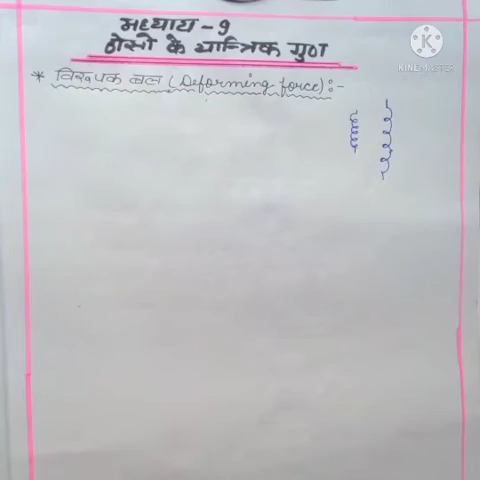 अध्याय - 9
ठोसो के यान्त्रिक गुण
* विरूपक बल (Deforming force) :-
KINEMASTER